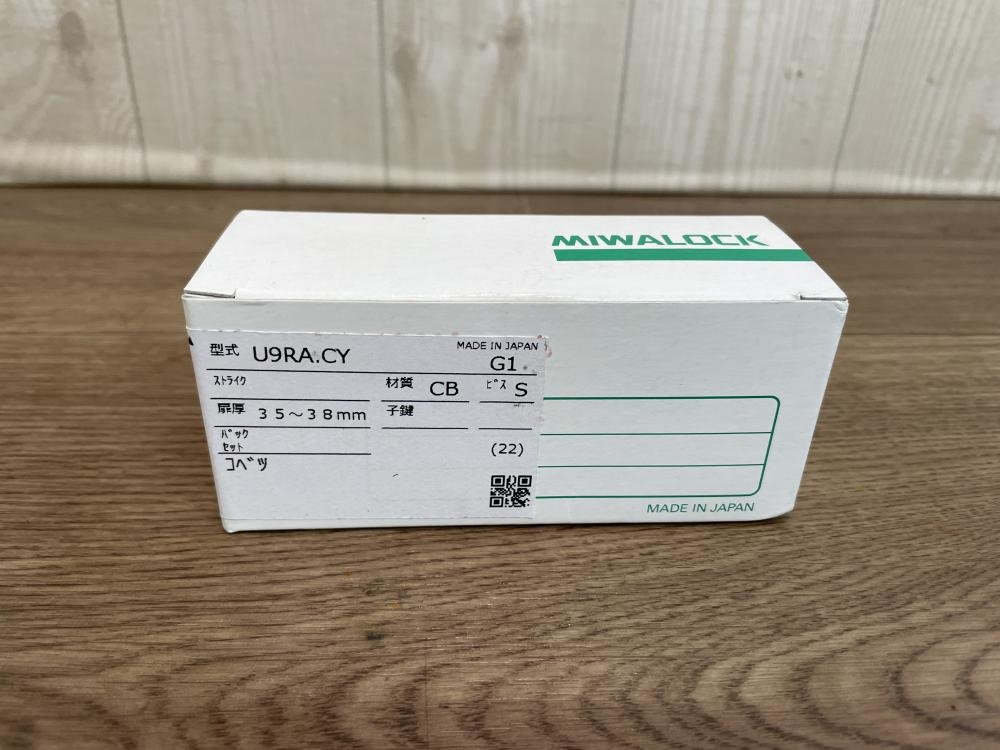 MIWALOCK
型式 U9RA.CY MADE IN JAPAN
G1
ストライク 材質 CB ビス S
扉厚 35～38mm 子鍵
バック
セット (22)
コベツ
MADE IN JAPAN